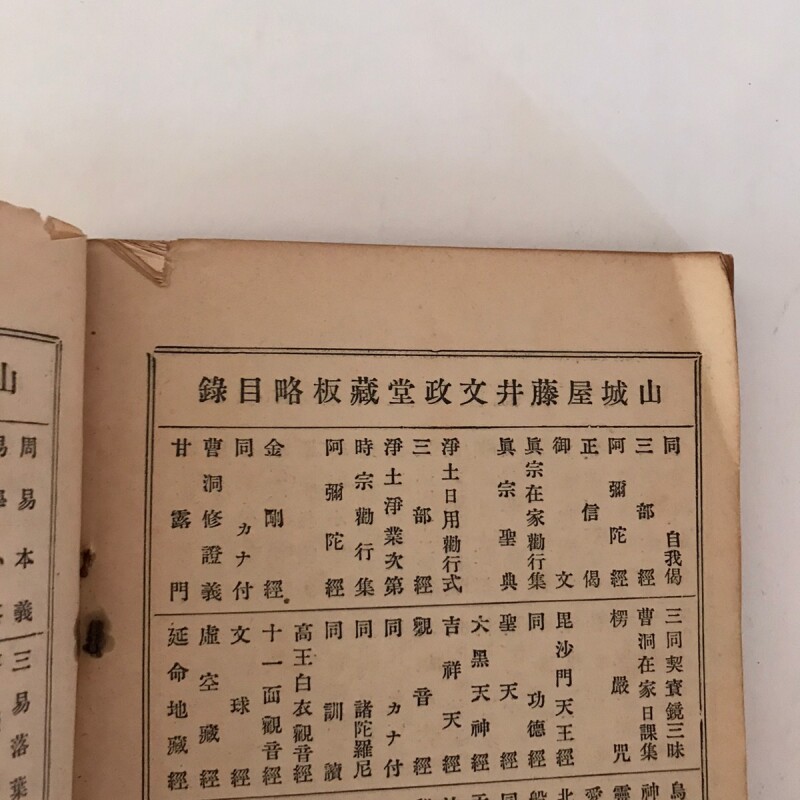 山城屋藤井文政堂藏板略目錄
同 自我偈
三部經
阿彌陀經
正信偈
御文
眞宗在家勸行集
眞宗聖典
淨土日用勸行式
三部經
淨土淨業次第
時宗勸行集
阿彌陀經
金剛經
同カナ付
曹洞修證義
甘露門
三同契寶鏡三昧
曹洞在家日課集
楞嚴咒
毘沙門天王經
同功德經
聖天經
大黑天神經
吉祥天經
觀音經
同カナ付
同諸陀羅尼
同訓讀
高王白衣觀音經
十一面觀音經
文球經
虛空藏經
延命地藏經
山
周易本義
三易落葉